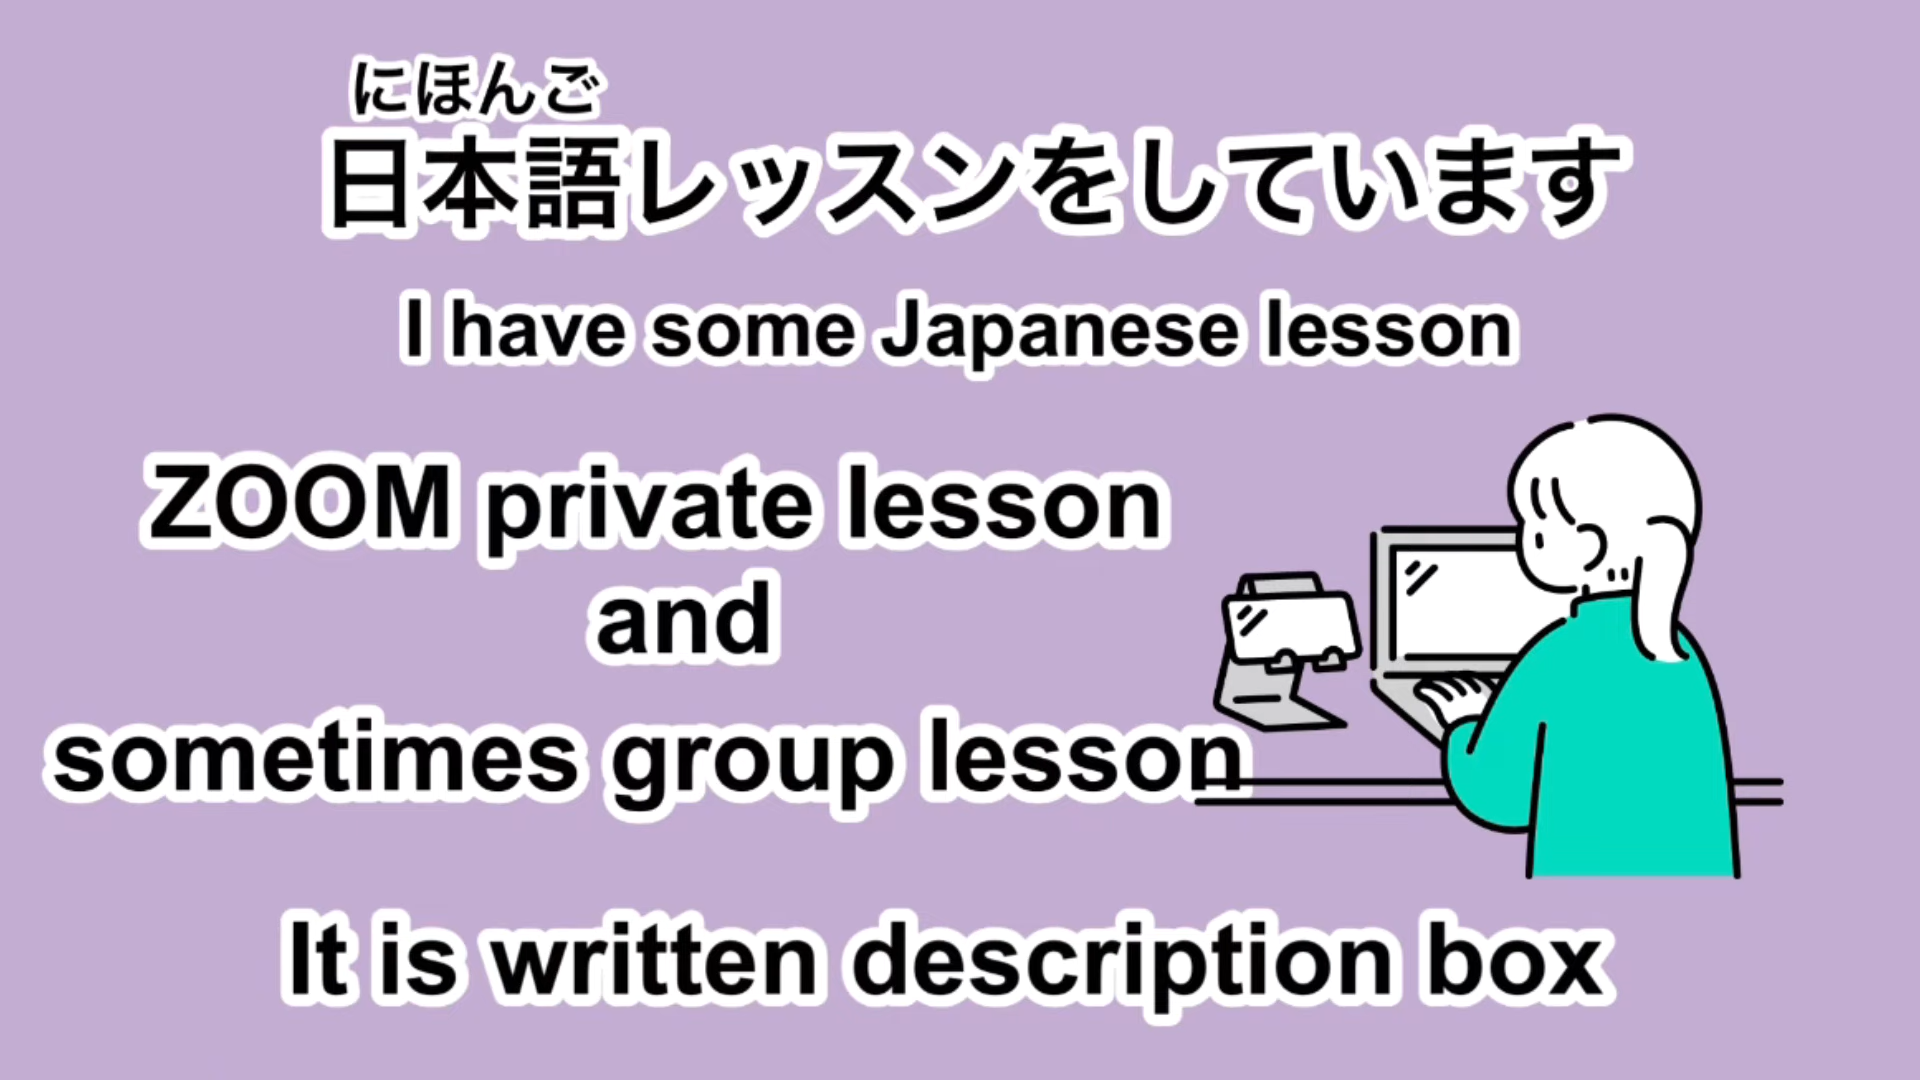 にほんご
日本語レッスンをしています
I have some Japanese lesson
ZOOM private lesson
and
sometimes group lesson
It is written description box